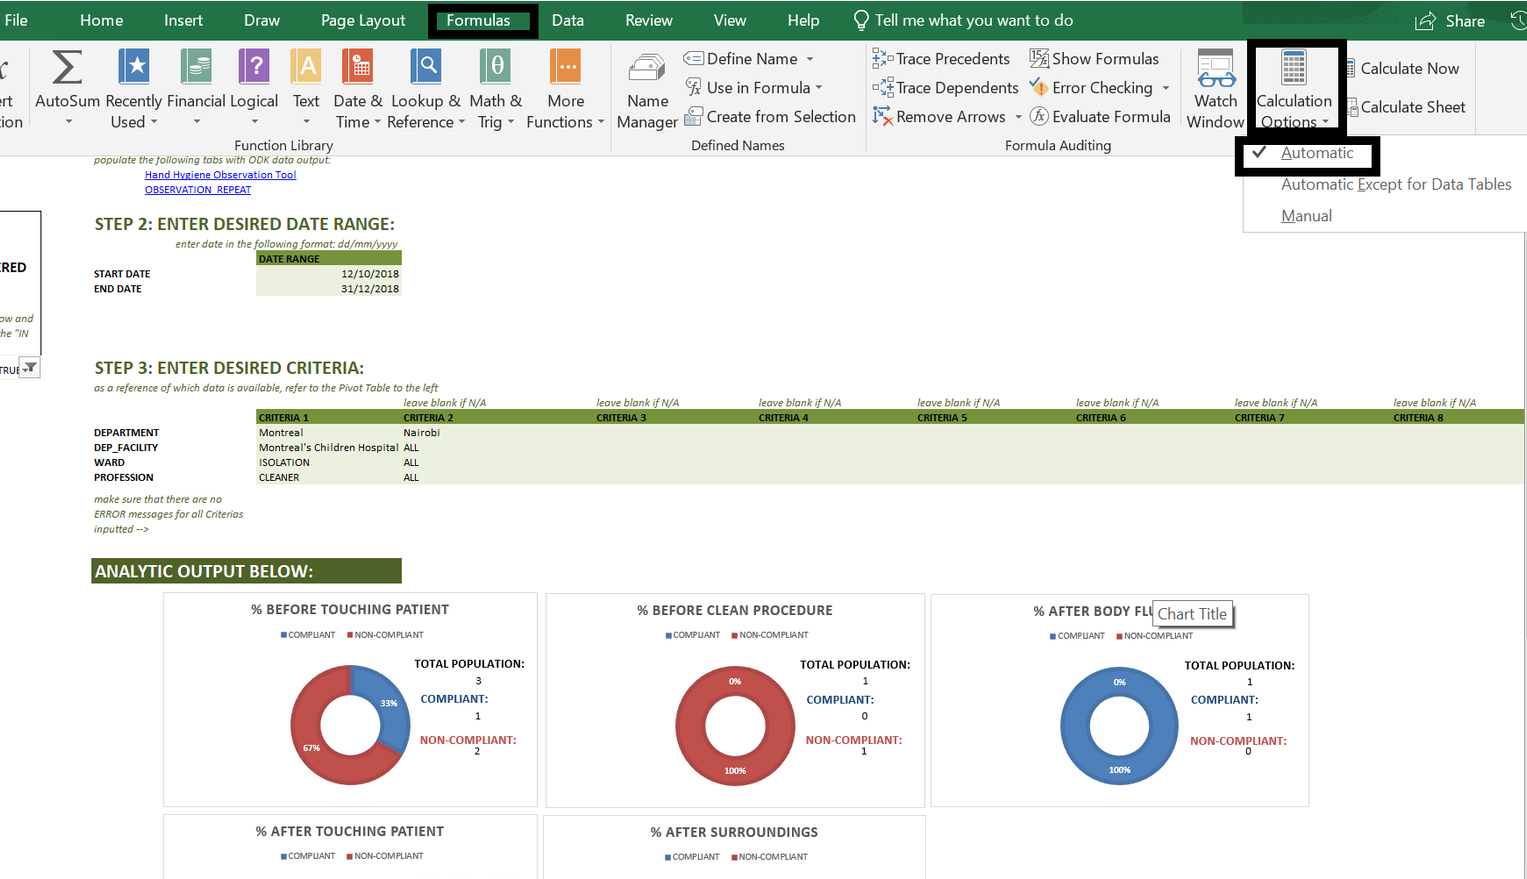 File Home Insert Draw Page Layout Formulas Data Review View Help Tell me what you want to do Share
AutoSum Recently Used Financial Logical Text Date & Time Lookup & Reference Math & Trig More Functions
Function Library
Name Manager
Define Name
Use in Formula
Create from Selection
Defined Names
Trace Precedents
Trace Dependents
Remove Arrows
Show Formulas
Error Checking
Evaluate Formula
Formula Auditing
Watch Window
Calculation Options
Calculate Now
Calculate Sheet
Automatic
Automatic Except for Data Tables
Manual
populate the following tabs with ODK data output:
Hand Hygiene Observation Tool
OBSERVATION_REPEAT
STEP 2: ENTER DESIRED DATE RANGE:
enter date in the following format: dd/mm/yyyy
DATE RANGE
START DATE 12/10/2018
END DATE 31/12/2018
ow and
he "IN
TRUE
STEP 3: ENTER DESIRED CRITERIA:
as a reference of which data is available, refer to the Pivot Table to the left
leave blank if N/A leave blank if N/A leave blank if N/A leave blank if N/A leave blank if N/A leave blank if N/A leave blank if N/A
CRITERIA 1 CRITERIA 2 CRITERIA 3 CRITERIA 4 CRITERIA 5 CRITERIA 6 CRITERIA 7 CRITERIA 8
DEPARTMENT Montreal Nairobi
DEP_FACILITY Montreal's Children Hospital ALL
WARD ISOLATION ALL
PROFESSION CLEANER ALL
make sure that there are no
ERROR messages for all Criterias
inputted -->
ANALYTIC OUTPUT BELOW:
% BEFORE TOUCHING PATIENT
COMPLIANT NON-COMPLIANT
TOTAL POPULATION:
3
COMPLIANT:
1
NON-COMPLIANT:
2
33%
67%
% BEFORE CLEAN PROCEDURE
COMPLIANT NON-COMPLIANT
TOTAL POPULATION:
1
COMPLIANT:
0
NON-COMPLIANT:
1
0%
100%
% AFTER BODY FLU
Chart Title
COMPLIANT NON-COMPLIANT
TOTAL POPULATION:
1
COMPLIANT:
1
NON-COMPLIANT:
0
0%
100%
% AFTER TOUCHING PATIENT
COMPLIANT NON-COMPLIANT
% AFTER SURROUNDINGS
COMPLIANT NON-COMPLIANT